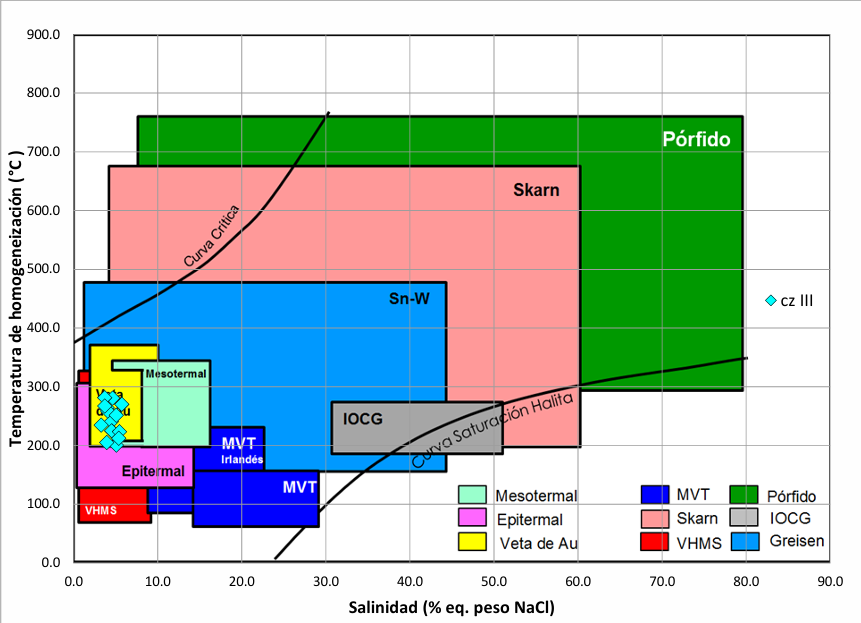 900.0
800.0
700.0
600.0
500.0
400.0
300.0
200.0
100.0
0.0
Temperatura de homogeneización (°C)
Pórfido
Skarn
Curva Crítica
Sn-W
cz III
Mesotermal
Veta
de Au
IOCG
Curva Saturación Halita
MVT
Irlandés
Epitermal
MVT
VHMS
Mesotermal
MVT
Pórfido
Epitermal
Skarn
IOCG
Veta de Au
VHMS
Greisen
0.0 10.0 20.0 30.0 40.0 50.0 60.0 70.0 80.0 90.0
Salinidad (% eq. peso NaCl)